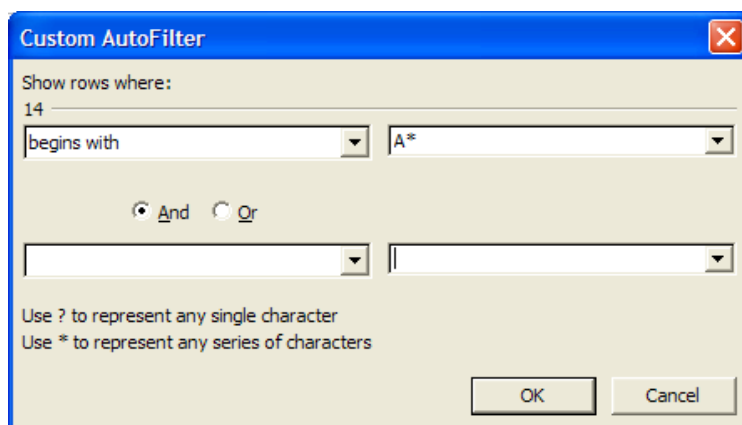 Custom AutoFilter
Show rows where:
14
begins with A*
And Or
Use ? to represent any single character
Use * to represent any series of characters
OK Cancel